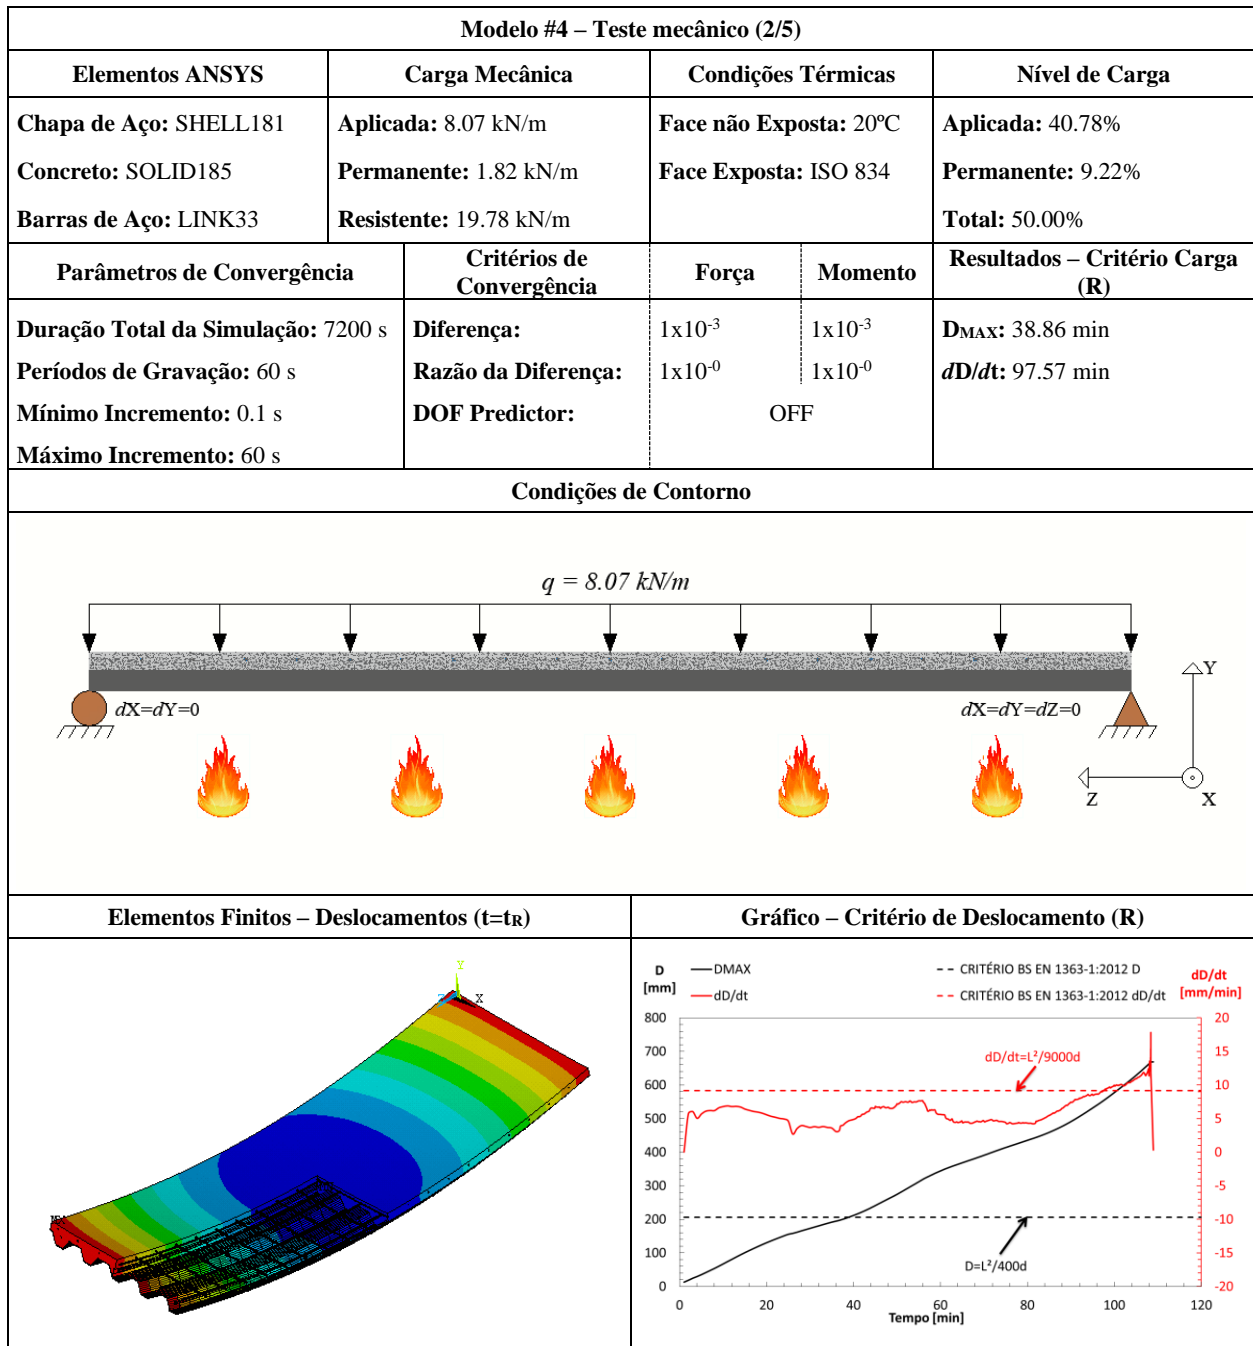 Modelo #4 – Teste mecânico (2/5)
Elementos ANSYS
Carga Mecânica
Condições Térmicas
Nível de Carga
Chapa de Aço: SHELL181
Concreto: SOLID185
Barras de Aço: LINK33
Aplicada: 8.07 kN/m
Permanente: 1.82 kN/m
Resistente: 19.78 kN/m
Face não Exposta: 20ºC
Face Exposta: ISO 834
Aplicada: 40.78%
Permanente: 9.22%
Total: 50.00%
Parâmetros de Convergência
Critérios de
Convergência
Força
Momento
Resultados – Critério Carga
(R)
Duração Total da Simulação: 7200 s
Períodos de Gravação: 60 s
Mínimo Incremento: 0.1 s
Máximo Incremento: 60 s
Diferença: 1x10-3 1x10-3
Razão da Diferença: 1x10-0 1x10-0
DOF Predictor: OFF
DMAX: 38.86 min
dD/dt: 97.57 min
Condições de Contorno
q = 8.07 kN/m
dX=dY=0
dX=dY=dZ=0
Y
Z
X
Elementos Finitos – Deslocamentos (t=tR)
Gráfico – Critério de Deslocamento (R)
Y
X
D
[mm]
DMAX
dD/dt
CRITÉRIO BS EN 1363-1:2012 D
CRITÉRIO BS EN 1363-1:2012 dD/dt
dD/dt
[mm/min]
800
700
600
500
400
300
200
100
0
20
15
10
5
0
-5
-10
-15
-20
dD/dt=L²/9000d
D=L²/400d
0 20 40 60 80 100 120
Tempo [min]